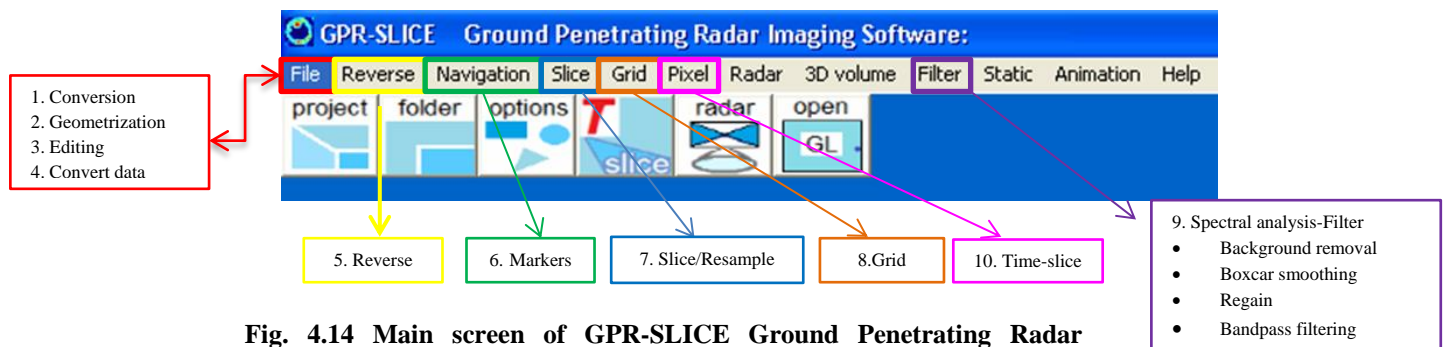 GPR-SLICE Ground Penetrating Radar Imaging Software:
File Reverse Navigation Slice Grid Pixel Radar 3D volume Filter Static Animation Help
project folder options T slice radar open GL
1. Conversion
2. Geometrization
3. Editing
4. Convert data
5. Reverse
6. Markers
7. Slice/Resample
8.Grid
10. Time-slice
9. Spectral analysis-Filter
• Background removal
• Boxcar smoothing
• Regain
• Bandpass filtering
Fig. 4.14 Main screen of GPR-SLICE Ground Penetrating Radar